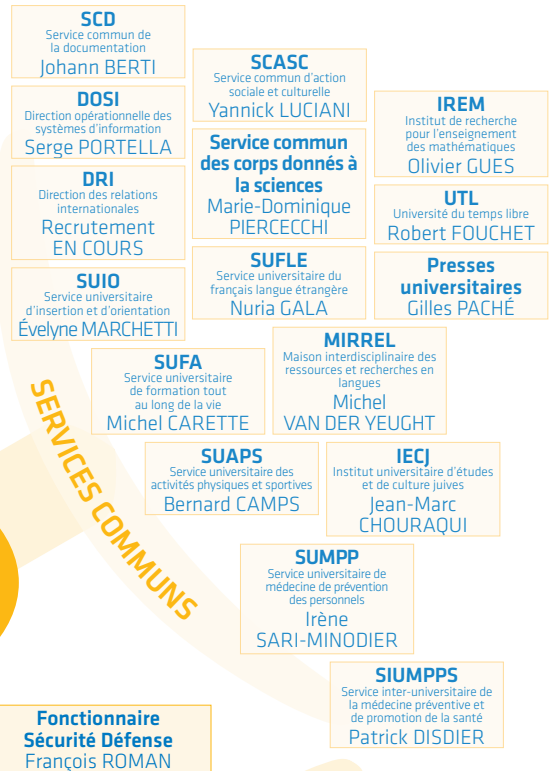 SCD
Service commun de
la documentation
Johann BERTI
DOSI
Direction opérationnelle des
systèmes d'information
Serge PORTELLA
DRI
Direction des relations
internationales
Recrutement
EN COURS
SUIO
Service universitaire
d'insertion et d'orientation
Évelyne MARCHETTI
SCASC
Service commun d'action
sociale et culturelle
Yannick LUCIANI
Service commun
des corps donnés à
la sciences
Marie-Dominique
PIERCECCHI
SUFLE
Service universitaire du
français langue étrangère
Nuria GALA
IREM
Institut de recherche
pour l'enseignement
des mathématiques
Olivier GUES
UTL
Université du temps libre
Robert FOUCHET
Presses
universitaires
Gilles PACHÉ
SUFA
Service universitaire
de formation tout
au long de la vie
Michel CARETTE
MIRREL
Maison interdisciplinaire des
ressources et recherches en
langues
Michel
VAN DER YEUGHT
SUAPS
Service universitaire des
activités physiques et sportives
Bernard CAMPS
IECJ
Institut universitaire d'études
et de culture juives
Jean-Marc
CHOURAQUI
SERVICES COMMUNS
SUMPP
Service universitaire de
médecine de prévention
des personnels
Irène
SARI-MINODIER
SIUMPPS
Service inter-universitaire de
la médecine préventive et
de promotion de la santé
Patrick DISDIER
Fonctionnaire
Sécurité Défense
François ROMAN